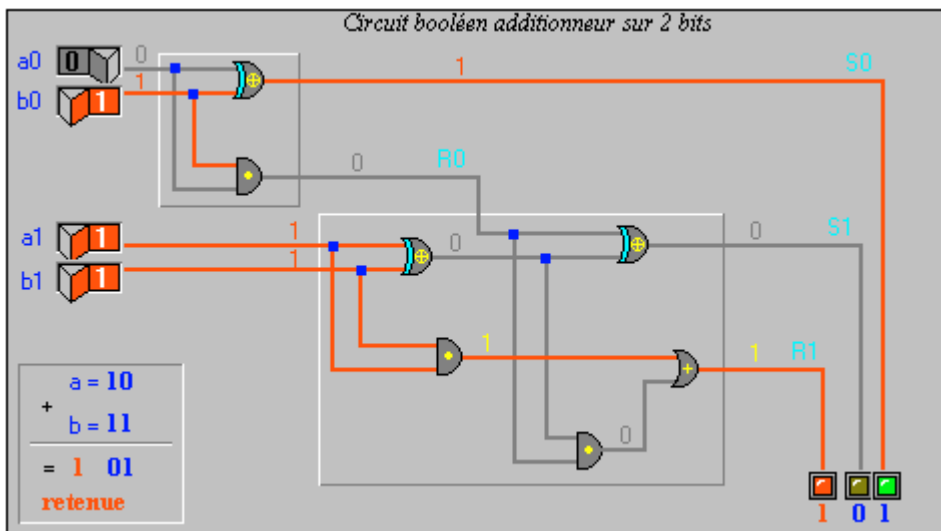 Circuit booléen additionneur sur 2 bits
a0 0 0 1 S0
b0 1 1
0 R0
a1 1 1 1 0 0 S1
b1 1 1
1 1 R1
a = 10
+
b = 11 0
= 1 01
retenue
1 0 1